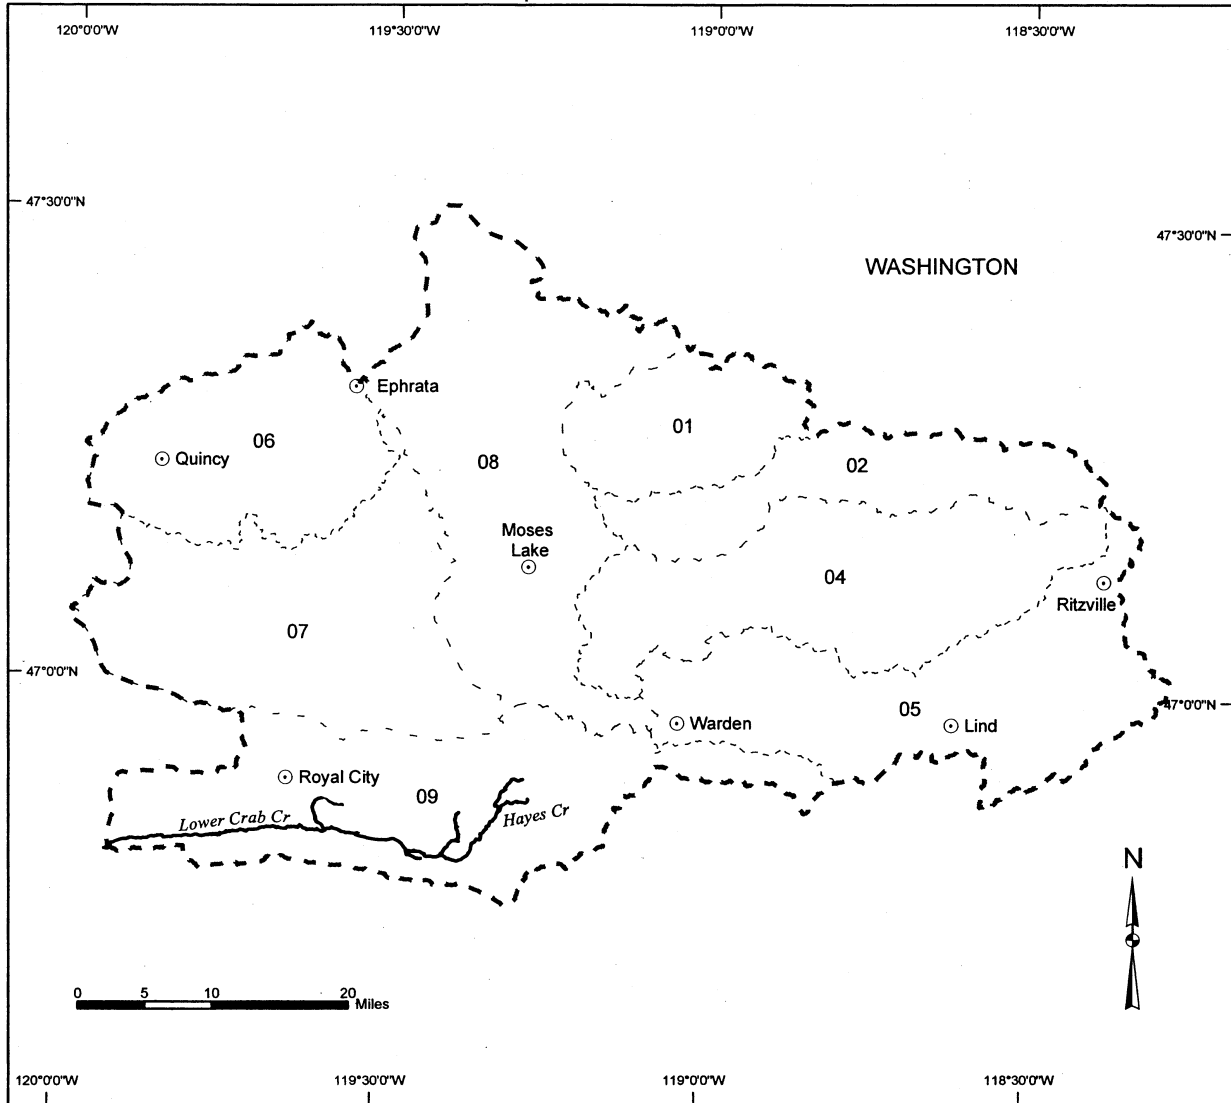 120°0'0"W
119°30'0"W
119°0'0"W
118°30'0"W
47°30'0"N
47°30'0"N
WASHINGTON
Ephrata
01
06
Quincy
08
02
Moses
Lake
04
Ritzville
07
47°0'0"N
47°0'0"N
05
Warden
Lind
Royal City
09
Lower Crab Cr
Hayes Cr
N
0 5 10 20
Miles
120°0'0"W
119°30'0"W
119°0'0"W
118°30'0"W